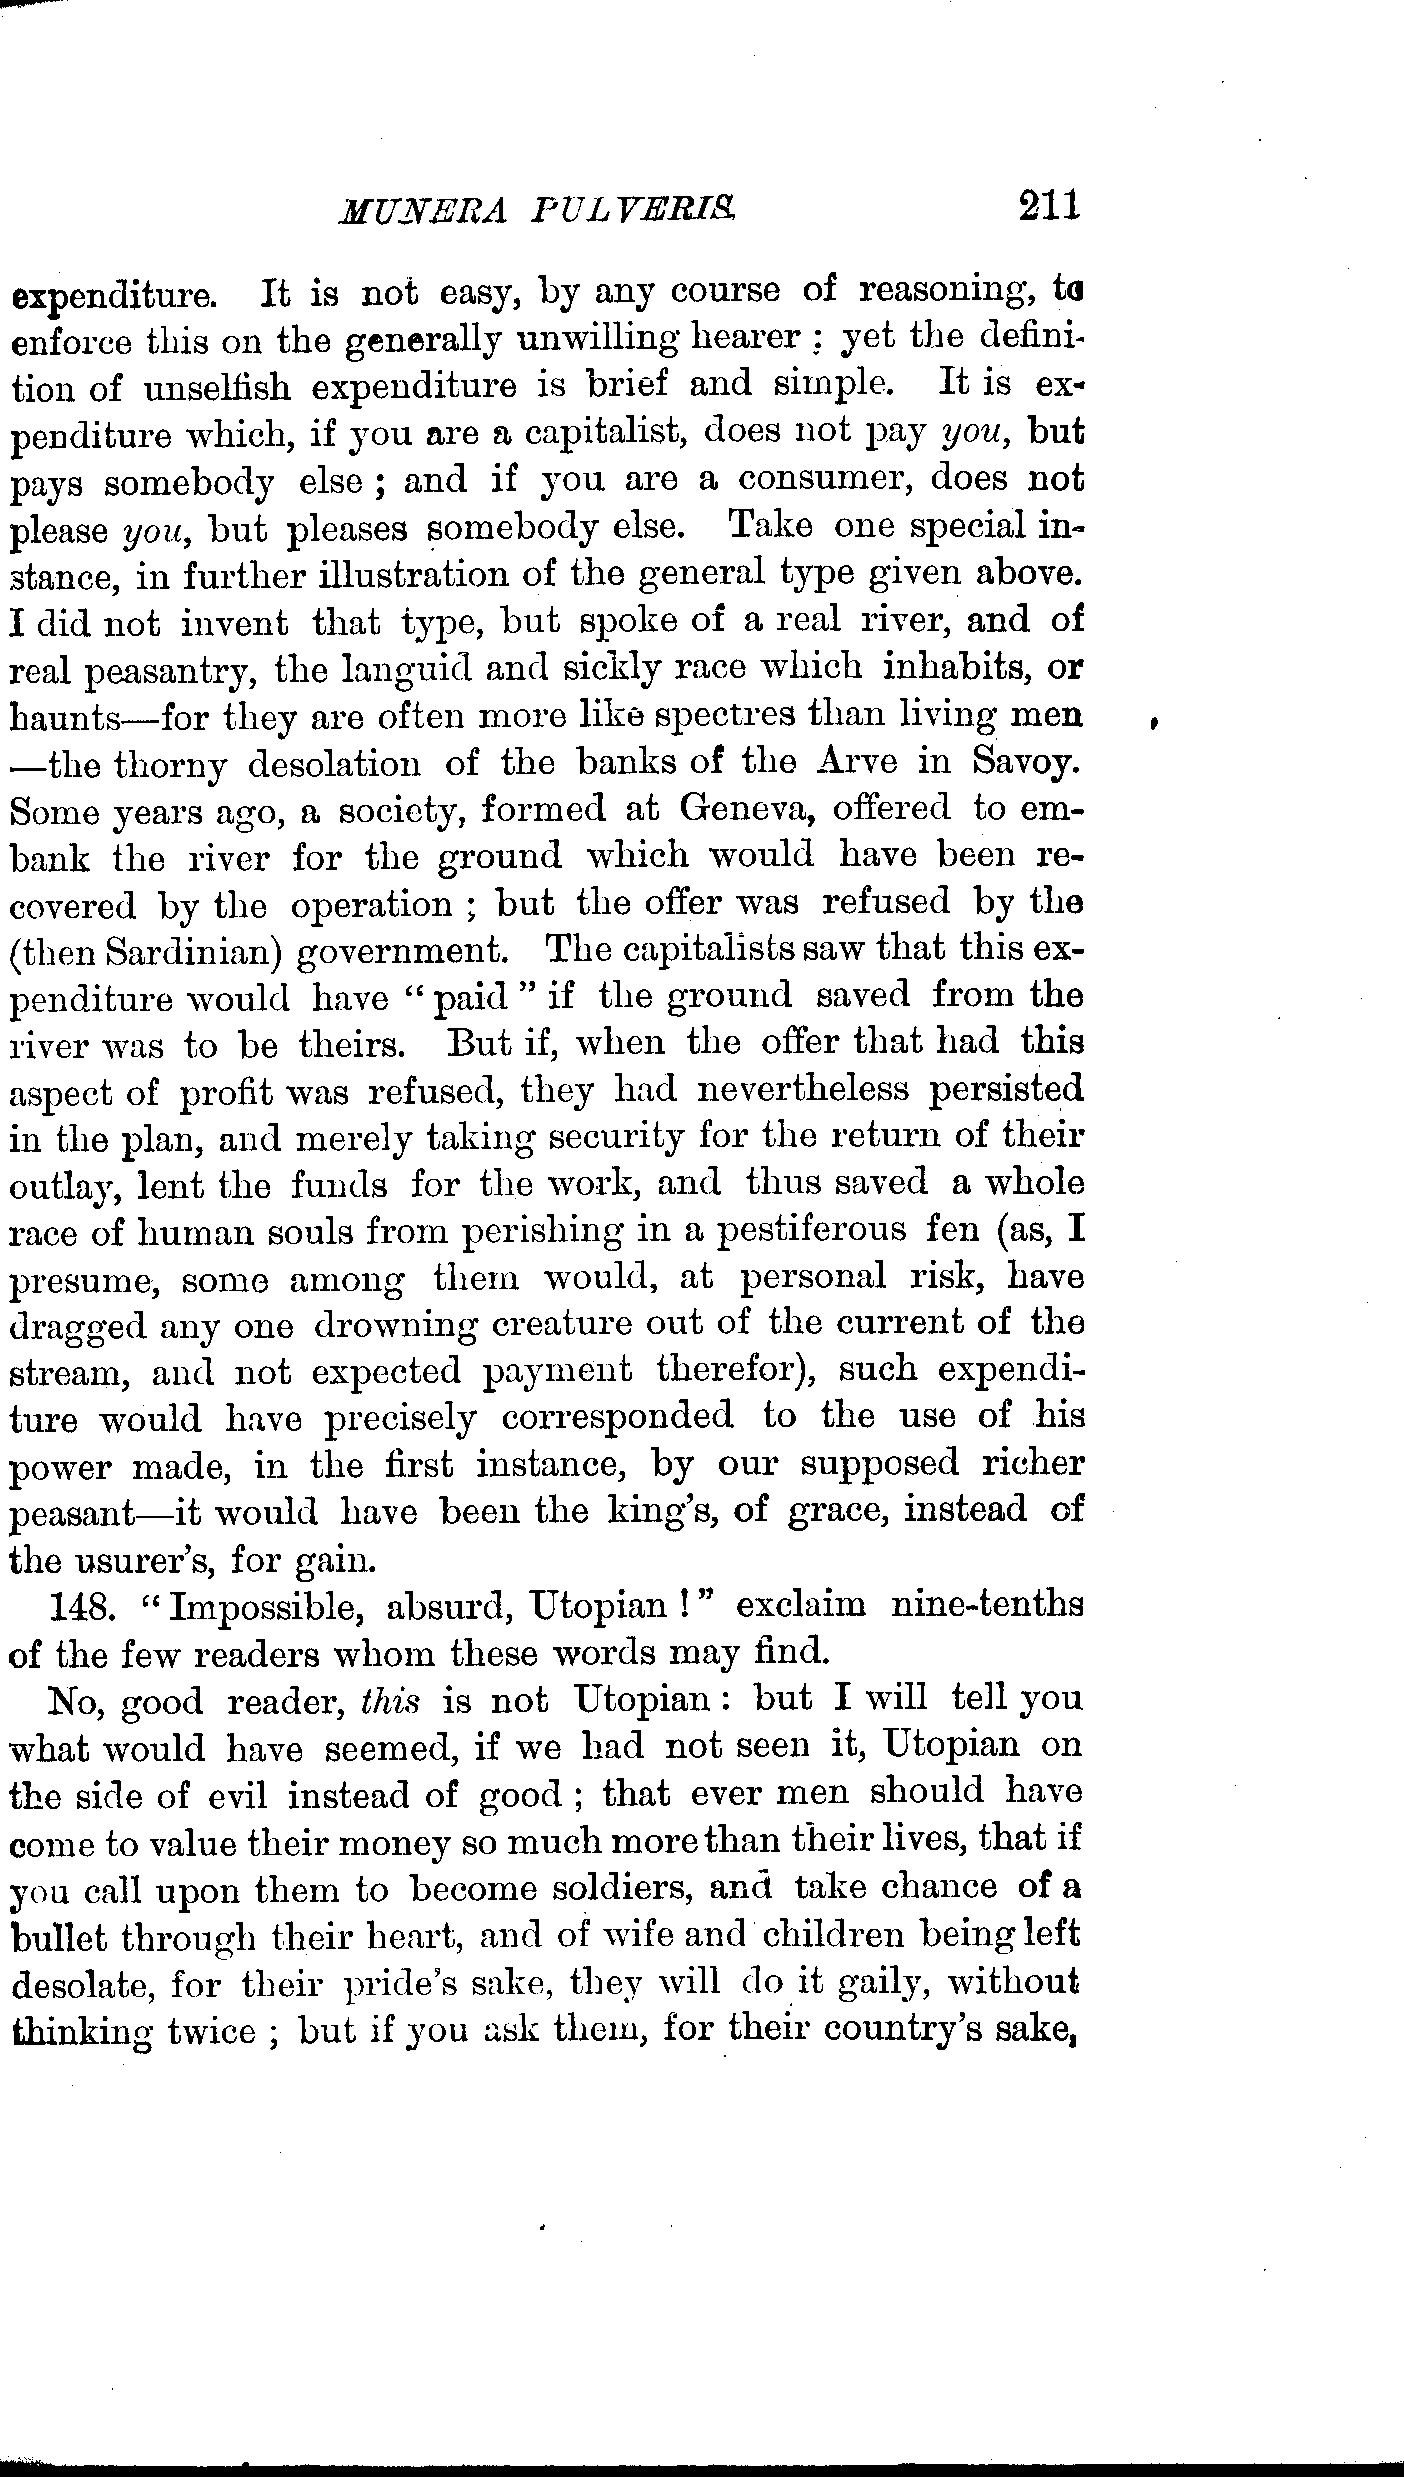 MUNERA PULVERIS. 211
expenditure. It is not easy, by any course of reasoning, to
enforce this on the generally unwilling hearer ; yet the defini-
tion of unselfish expenditure is brief and simple. It is ex-
penditure which, if you are a capitalist, does not pay you, but
pays somebody else ; and if you are a consumer, does not
please you, but pleases somebody else. Take one special in-
stance, in further illustration of the general type given above.
I did not invent that type, but spoke of a real river, and of
real peasantry, the languid and sickly race which inhabits, or
haunts—for they are often more like spectres than living men
—the thorny desolation of the banks of the Arve in Savoy.
Some years ago, a society, formed at Geneva, offered to em-
bank the river for the ground which would have been re-
covered by the operation ; but the offer was refused by the
(then Sardinian) government. The capitalists saw that this ex-
penditure would have “ paid ” if the ground saved from the
river was to be theirs. But if, when the offer that had this
aspect of profit was refused, they had nevertheless persisted
in the plan, and merely taking security for the return of their
outlay, lent the funds for the work, and thus saved a whole
race of human souls from perishing in a pestiferous fen (as, I
presume, some among them would, at personal risk, have
dragged any one drowning creature out of the current of the
stream, and not expected payment therefor), such expendi-
ture would have precisely corresponded to the use of his
power made, in the first instance, by our supposed richer
peasant—it would have been the king’s, of grace, instead of
the usurer’s, for gain.
148. “ Impossible, absurd, Utopian ! ” exclaim nine-tenths
of the few readers whom these words may find.
No, good reader, this is not Utopian : but I will tell you
what would have seemed, if we had not seen it, Utopian on
the side of evil instead of good ; that ever men should have
come to value their money so much more than their lives, that if
you call upon them to become soldiers, and take chance of a
bullet through their heart, and of wife and children being left
desolate, for their pride’s sake, they will do it gaily, without
thinking twice ; but if you ask them, for their country’s sake,